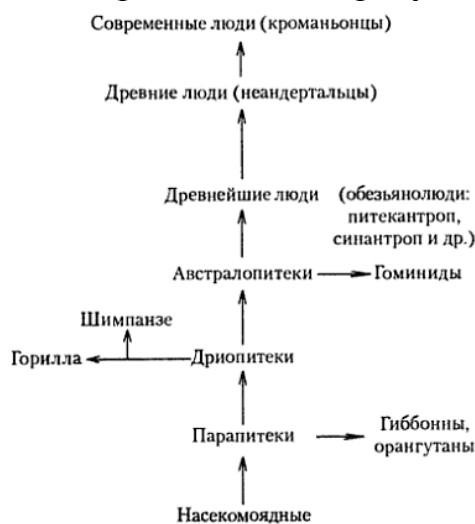 Современные люди (кроманьонцы)
Древние люди (неандертальцы)
Древнейшие люди (обезьянолюди:
питекантроп,
синантроп и др.)
Австралопитеки Гоминиды
Шимпанзе
Горилла Дриопитеки
Парапитеки Гиббонны,
орангутаны
Насекомоядные